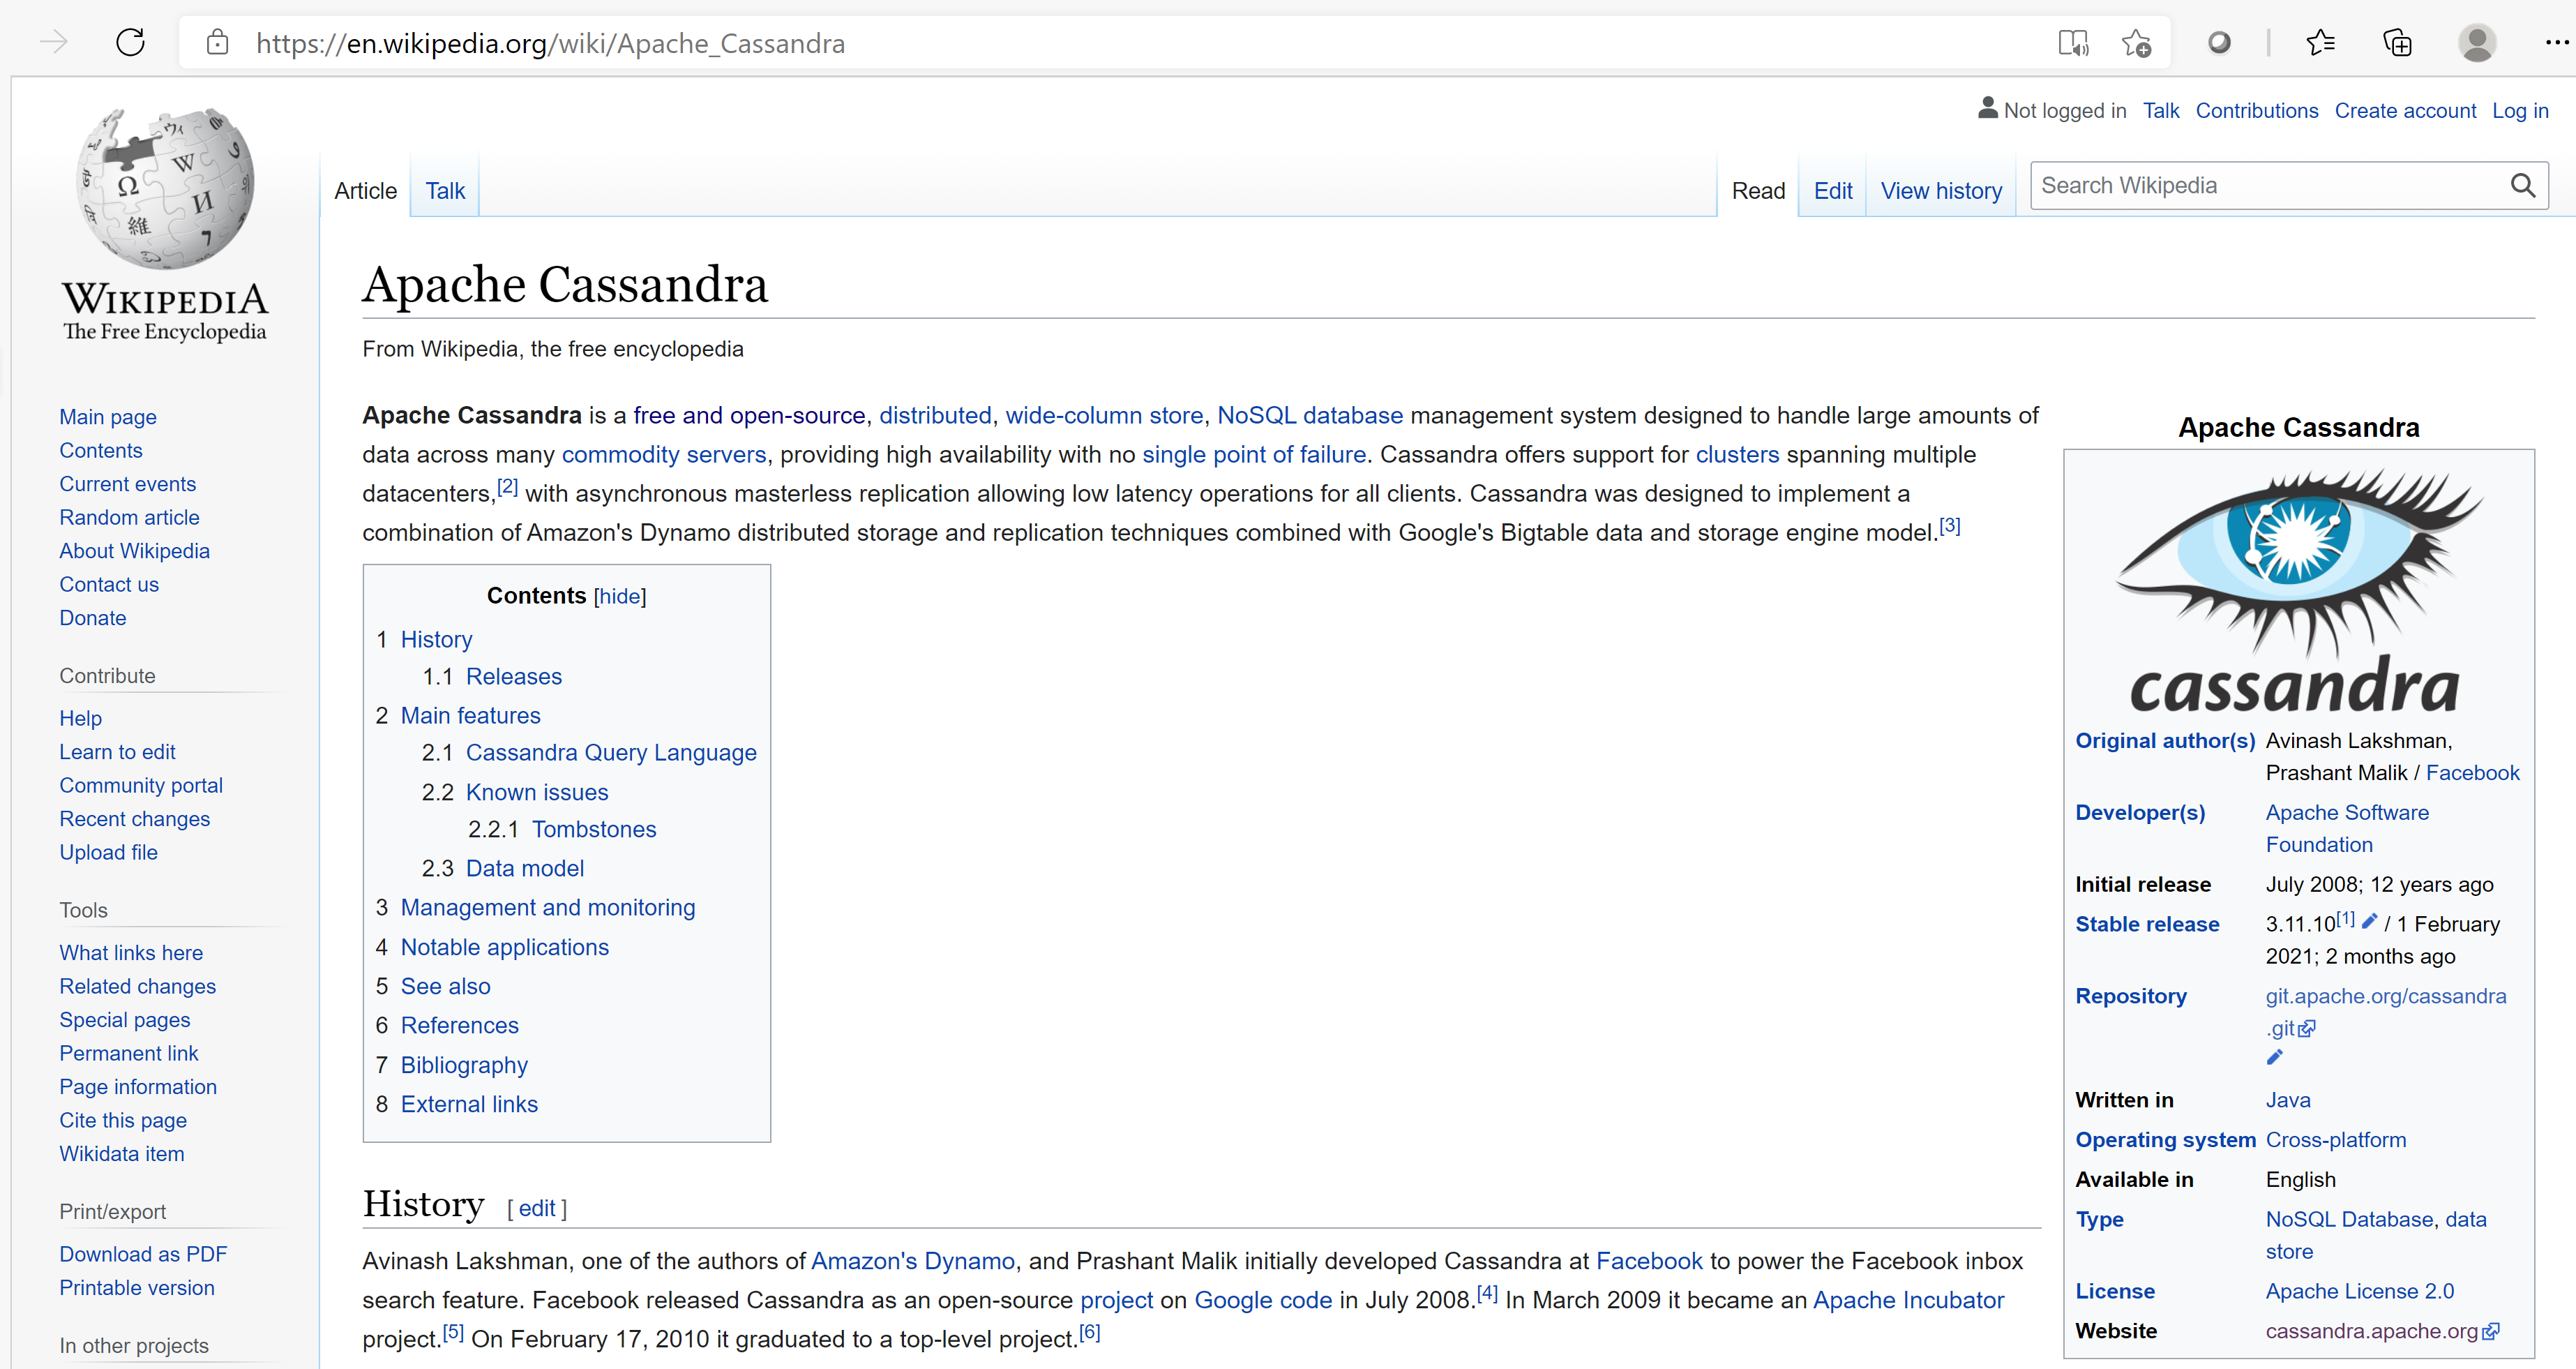 https://en.wikipedia.org/wiki/Apache_Cassandra
Not logged in Talk Contributions Create account Log in
Article Talk Read Edit View history Search Wikipedia
WIKIPEDIA
The Free Encyclopedia
Main page
Contents
Current events
Random article
About Wikipedia
Contact us
Donate
Contribute
Help
Learn to edit
Community portal
Recent changes
Upload file
Tools
What links here
Related changes
Special pages
Permanent link
Page information
Cite this page
Wikidata item
Print/export
Download as PDF
Printable version
In other projects
Apache Cassandra
From Wikipedia, the free encyclopedia
Apache Cassandra is a free and open-source, distributed, wide-column store, NoSQL database management system designed to handle large amounts of
data across many commodity servers, providing high availability with no single point of failure. Cassandra offers support for clusters spanning multiple
datacenters,[2] with asynchronous masterless replication allowing low latency operations for all clients. Cassandra was designed to implement a
combination of Amazon's Dynamo distributed storage and replication techniques combined with Google's Bigtable data and storage engine model.[3]
Contents [hide]
1 History
1.1 Releases
2 Main features
2.1 Cassandra Query Language
2.2 Known issues
2.2.1 Tombstones
2.3 Data model
3 Management and monitoring
4 Notable applications
5 See also
6 References
7 Bibliography
8 External links
History [ edit ]
Avinash Lakshman, one of the authors of Amazon's Dynamo, and Prashant Malik initially developed Cassandra at Facebook to power the Facebook inbox
search feature. Facebook released Cassandra as an open-source project on Google code in July 2008.[4] In March 2009 it became an Apache Incubator
project.[5] On February 17, 2010 it graduated to a top-level project.[6]
Apache Cassandra
cassandra
Original author(s) Avinash Lakshman,
Prashant Malik / Facebook
Developer(s) Apache Software
Foundation
Initial release July 2008; 12 years ago
Stable release 3.11.10[1] / 1 February
2021; 2 months ago
Repository git.apache.org/cassandra
.git
Written in Java
Operating system Cross-platform
Available in English
Type NoSQL Database, data
store
License Apache License 2.0
Website cassandra.apache.org